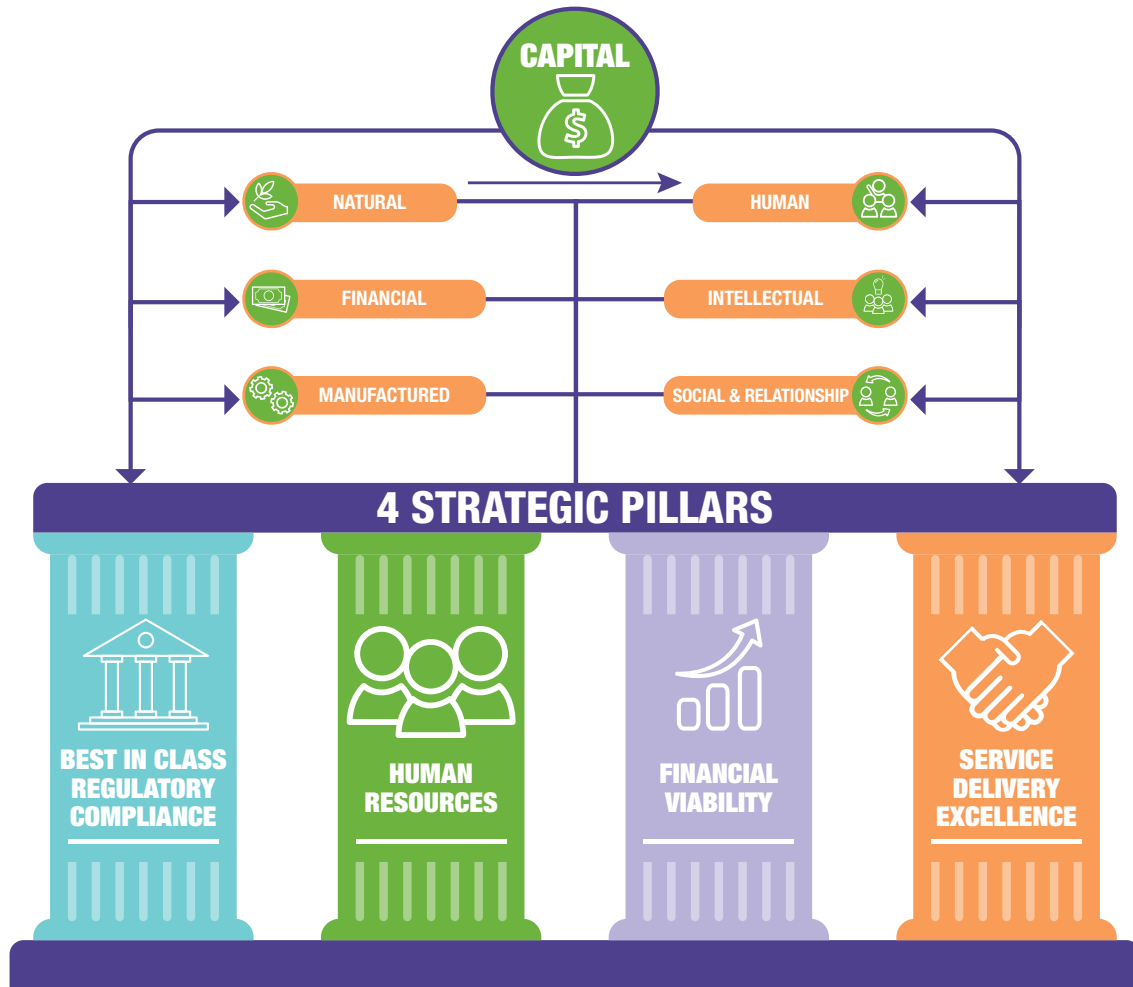 CAPITAL
$
NATURAL
HUMAN
FINANCIAL
INTELLECTUAL
MANUFACTURED
SOCIAL & RELATIONSHIP
4 STRATEGIC PILLARS
BEST IN CLASS
REGULATORY
COMPLIANCE
HUMAN
RESOURCES
FINANCIAL
VIABILITY
SERVICE
DELIVERY
EXCELLENCE